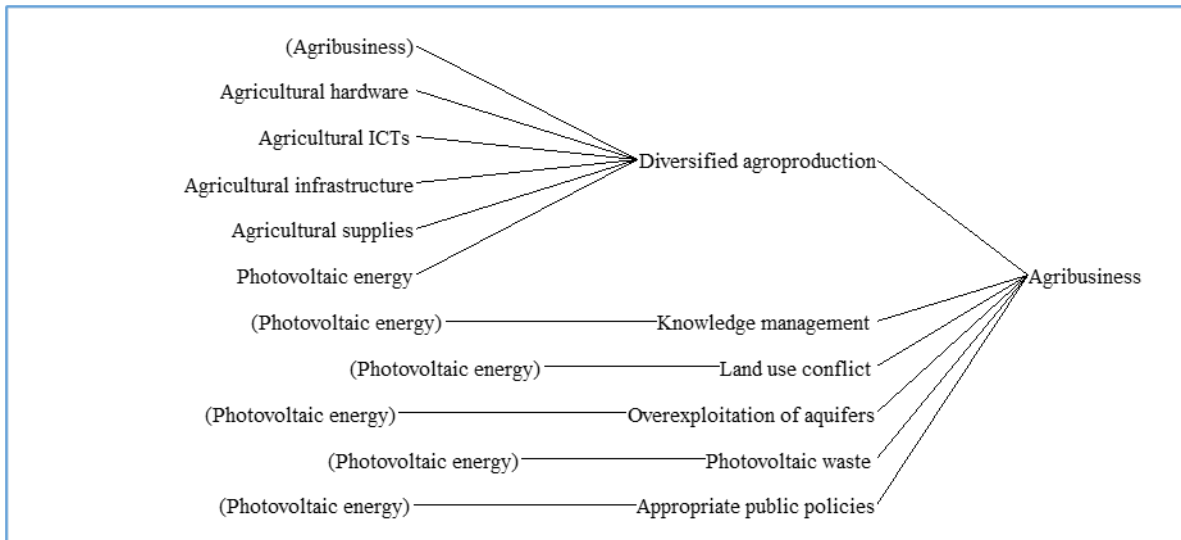 (Agribusiness)
Agricultural hardware
Agricultural ICTs
Diversified agroproduction
Agricultural infrastructure
Agricultural supplies
Photovoltaic energy
Agribusiness
(Photovoltaic energy) Knowledge management
(Photovoltaic energy) Land use conflict
(Photovoltaic energy) Overexploitation of aquifers
(Photovoltaic energy) Photovoltaic waste
(Photovoltaic energy) Appropriate public policies